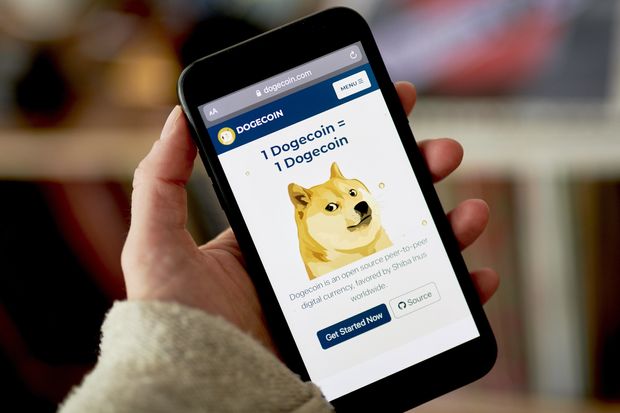 AA dogecoin.com
DOGECOIN
MENU
1 Dogecoin =
1 Dogecoin
Dogecoin is an open source peer-to-peer
digital currency, favored by Shiba Inus
worldwide.
Get Started Now
Source